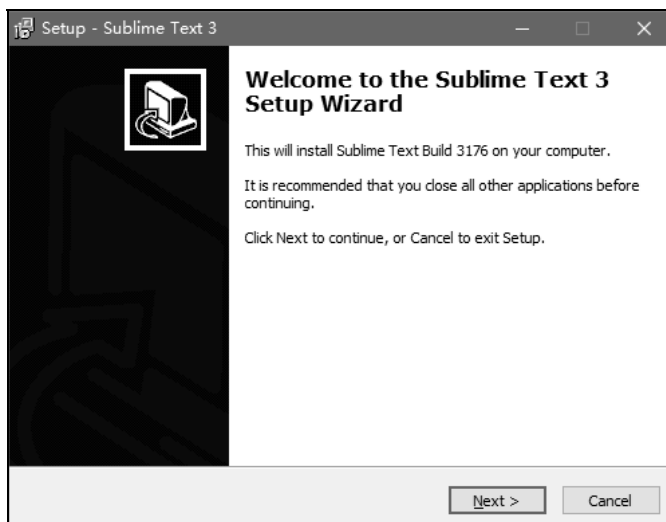 Setup - Sublime Text 3
Welcome to the Sublime Text 3
Setup Wizard
This will install Sublime Text Build 3176 on your computer.
It is recommended that you close all other applications before
continuing.
Click Next to continue, or Cancel to exit Setup.
Next >
Cancel